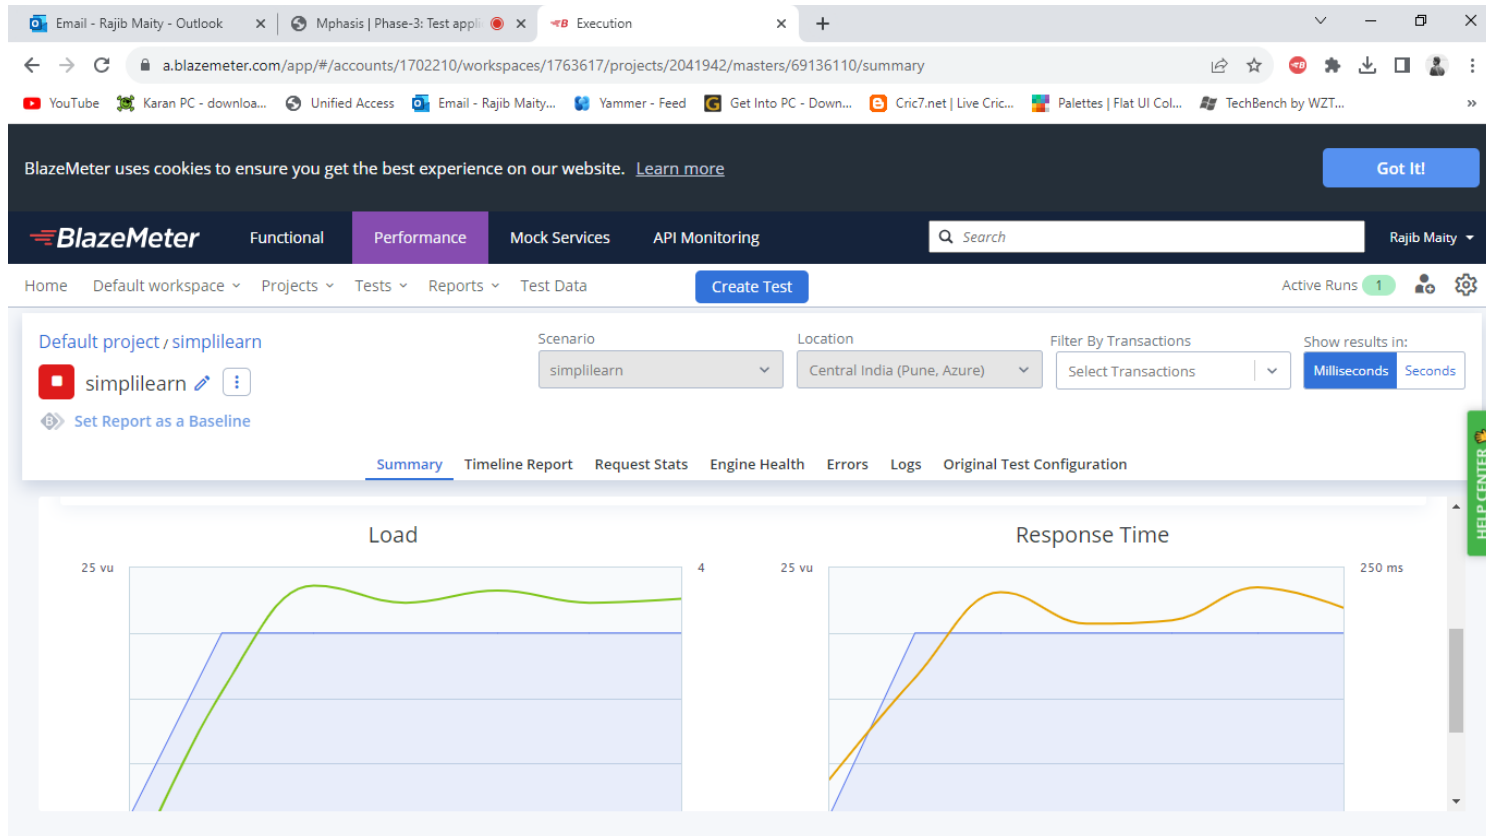 Email - Rajib Maity - Outlook
Mphasis | Phase-3: Test appli
Execution
a.blazemeter.com/app/#/accounts/1702210/workspaces/1763617/projects/2041942/masters/69136110/summary
YouTube Karan PC - downloa... Unified Access Email - Rajib Maity... Yammer - Feed Get Into PC - Down... Cric7.net | Live Cric... Palettes | Flat UI Col... TechBench by WZT... »
BlazeMeter uses cookies to ensure you get the best experience on our website. Learn more
Got It!
BlazeMeter Functional Performance Mock Services API Monitoring Search Rajib Maity
Home Default workspace Projects Tests Reports Test Data Create Test Active Runs 1
Default project / simplilearn
Scenario Location Filter By Transactions Show results in:
simplilearn
simplilearn Central India (Pune, Azure) Select Transactions Milliseconds Seconds
Set Report as a Baseline
HELP CENTER
Summary Timeline Report Request Stats Engine Health Errors Logs Original Test Configuration
Load
25 vu 4
Response Time
25 vu 250 ms